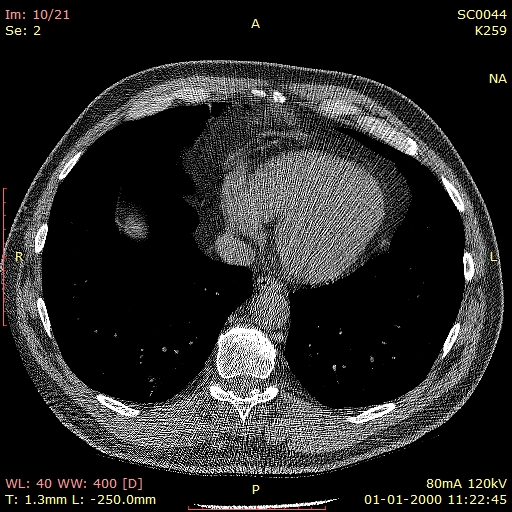 Im: 10/21
Se: 2
A
SC0044
K259
NA
R
L
WL: 40 WW: 400 [D]
T: 1.3mm L: -250.0mm
P
80mA 120kV
01-01-2000 11:22:45